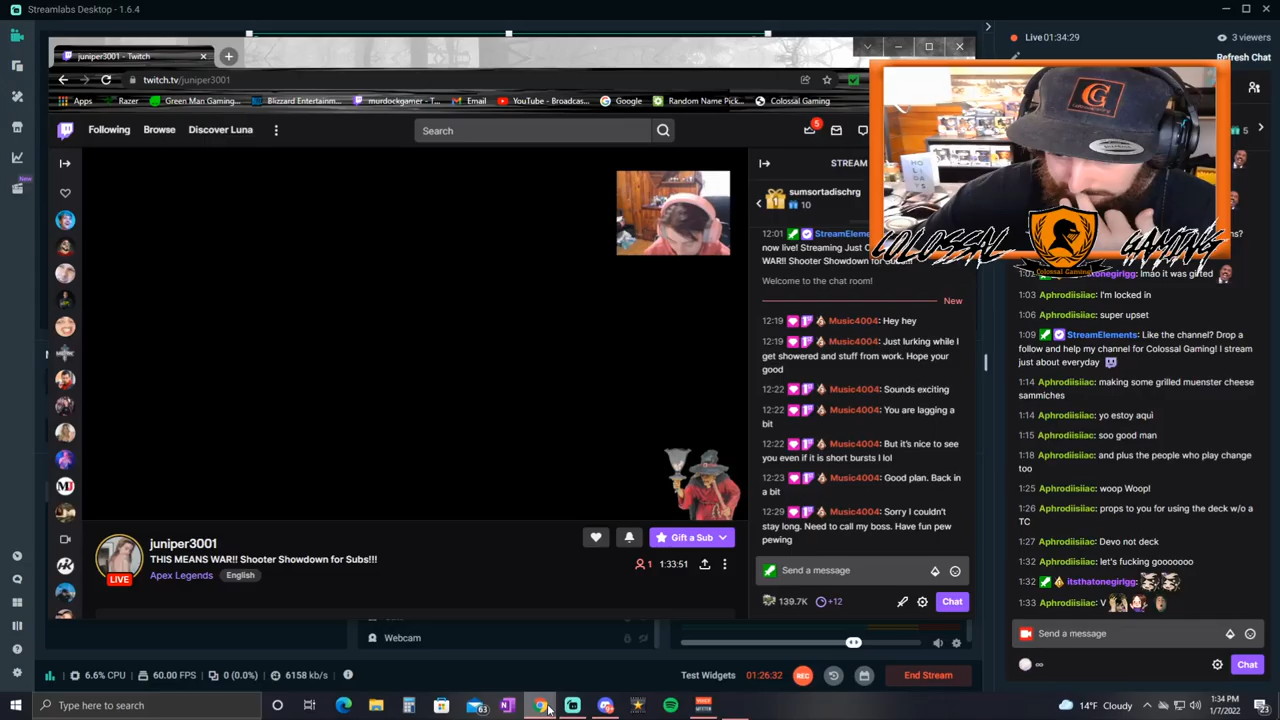 Streamlabs Desktop - 1.6.4
juniper3001 - Twitch
twitch.tv/juniper3001
Apps
Razer
Green Man Gaming...
Blizzard Entertainm...
murdockgamer - T...
Email
YouTube - Broadcas...
Google
Random Name Pick...
Colossal Gaming
Following
Browse
Discover Luna
Search
5
STREAM
sumsortadischrg
10
12:01 StreamElem
now live! Streaming Just C
WAR!! Shooter Showdown for Subs!!!
Welcome to the chat room!
New
12:19 Music4004: Hey hey
12:19 Music4004: Just lurking while I
get showered and stuff from work. Hope your
good
12:22 Music4004: Sounds exciting
12:22 Music4004: You are lagging a
bit
12:22 Music4004: But it's nice to see
you even if it is short bursts I lol
12:23 Music4004: Good plan. Back in
a bit
12:29 Music4004: Sorry I couldn't
stay long. Need to call my boss. Have fun pew
pewing
Send a message
139.7K
+12
Chat
juniper3001
THIS MEANS WAR!! Shooter Showdown for Subs!!!
Apex Legends
English
LIVE
Gift a Sub
1
1:33:51
Live 01:34:29
3 viewers
Refresh Chat
5
HOLIDAYS
COLOSSAL GAMING
Colossal Gaming
itsthatonegirlgg: lmao it was gifted
1:03 Aphrodiisiiac: I'm locked in
1:06 Aphrodiisiiac: super upset
1:09 StreamElements: Like the channel? Drop a
follow and help my channel for Colossal Gaming! I stream
just about everyday
1:14 Aphrodiisiiac: making some grilled muenster cheese
sammiches
1:14 Aphrodiisiiac: yo estoy aquì
1:15 Aphrodiisiiac: soo good man
1:18 Aphrodiisiiac: and plus the people who play change
too
1:25 Aphrodiisiiac: woop Woop!
1:26 Aphrodiisiiac: props to you for using the deck w/o a
TC
1:27 Aphrodiisiiac: Devo not deck
1:32 Aphrodiisiiac: let's fucking gooooooo
1:32 itsthatonegirlgg:
1:33 Aphrodiisiiac: V
Send a message
Chat
Webcam
6.6% CPU
60.00 FPS
0 (0.0%)
6158 kb/s
Test Widgets
01:26:32
REC
End Stream
New
Type here to search
63
14°F Cloudy
1:34 PM
1/7/2022
23